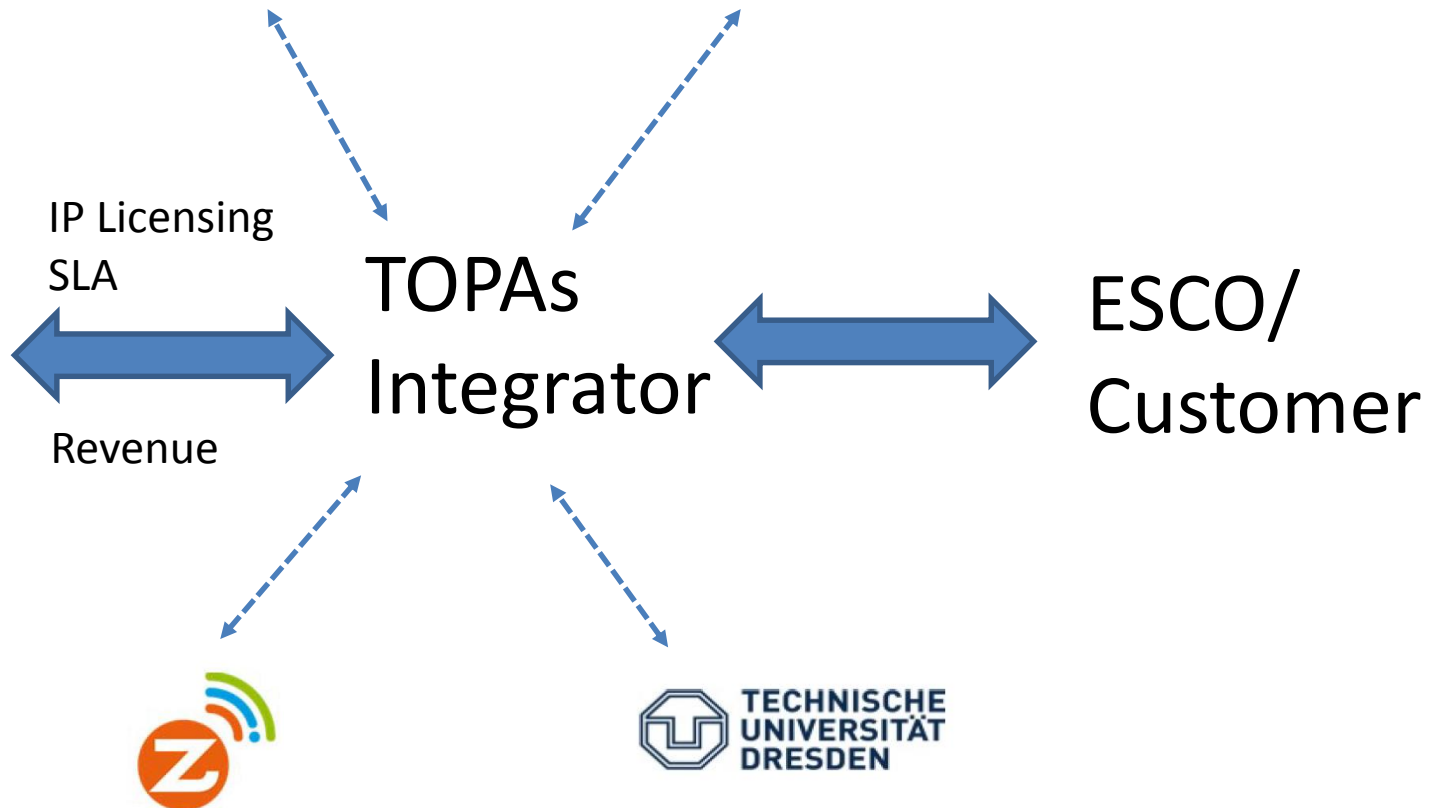 IP Licensing
SLA
Revenue
TOPAs
Integrator
ESCO/
Customer
Z
TECHNISCHE
UNIVERSITÄT
DRESDEN